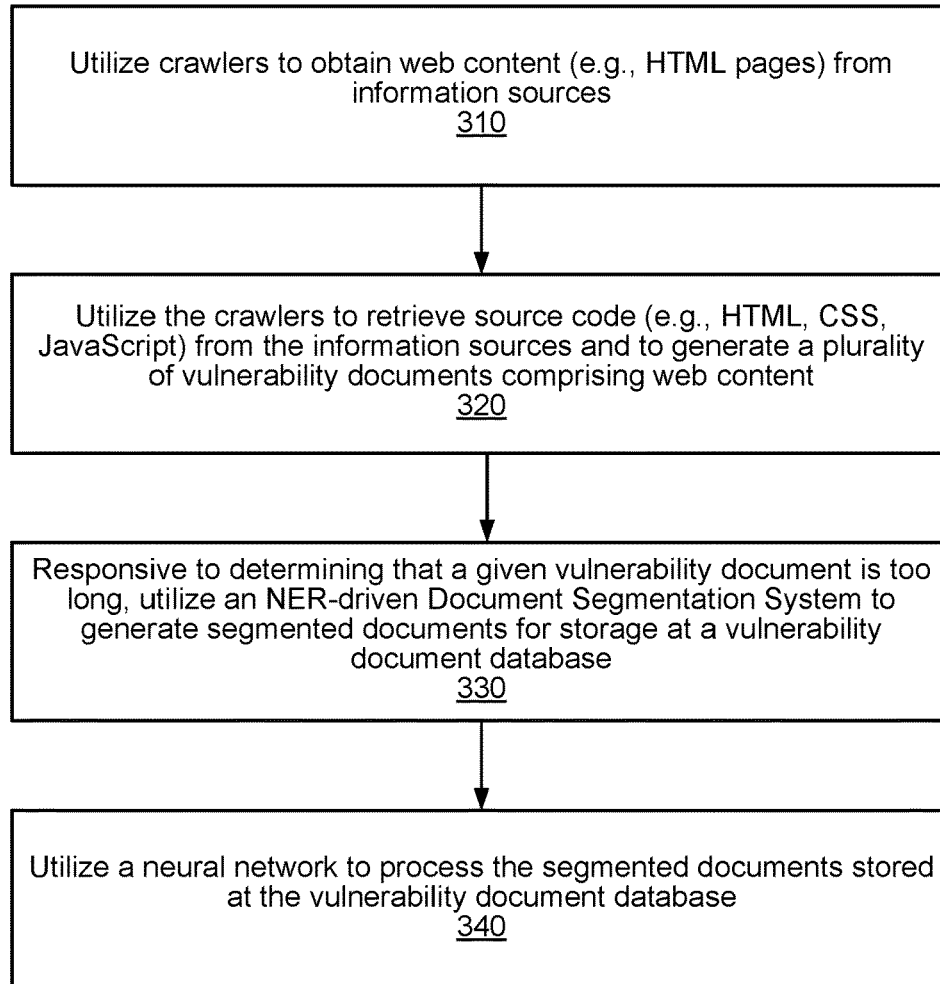 Utilize crawlers to obtain web content (e.g., HTML pages) from
information sources
310
Utilize the crawlers to retrieve source code (e.g., HTML, CSS,
JavaScript) from the information sources and to generate a plurality
of vulnerability documents comprising web content
320
Responsive to determining that a given vulnerability document is too
long, utilize an NER-driven Document Segmentation System to
generate segmented documents for storage at a vulnerability
document database
330
Utilize a neural network to process the segmented documents stored
at the vulnerability document database
340